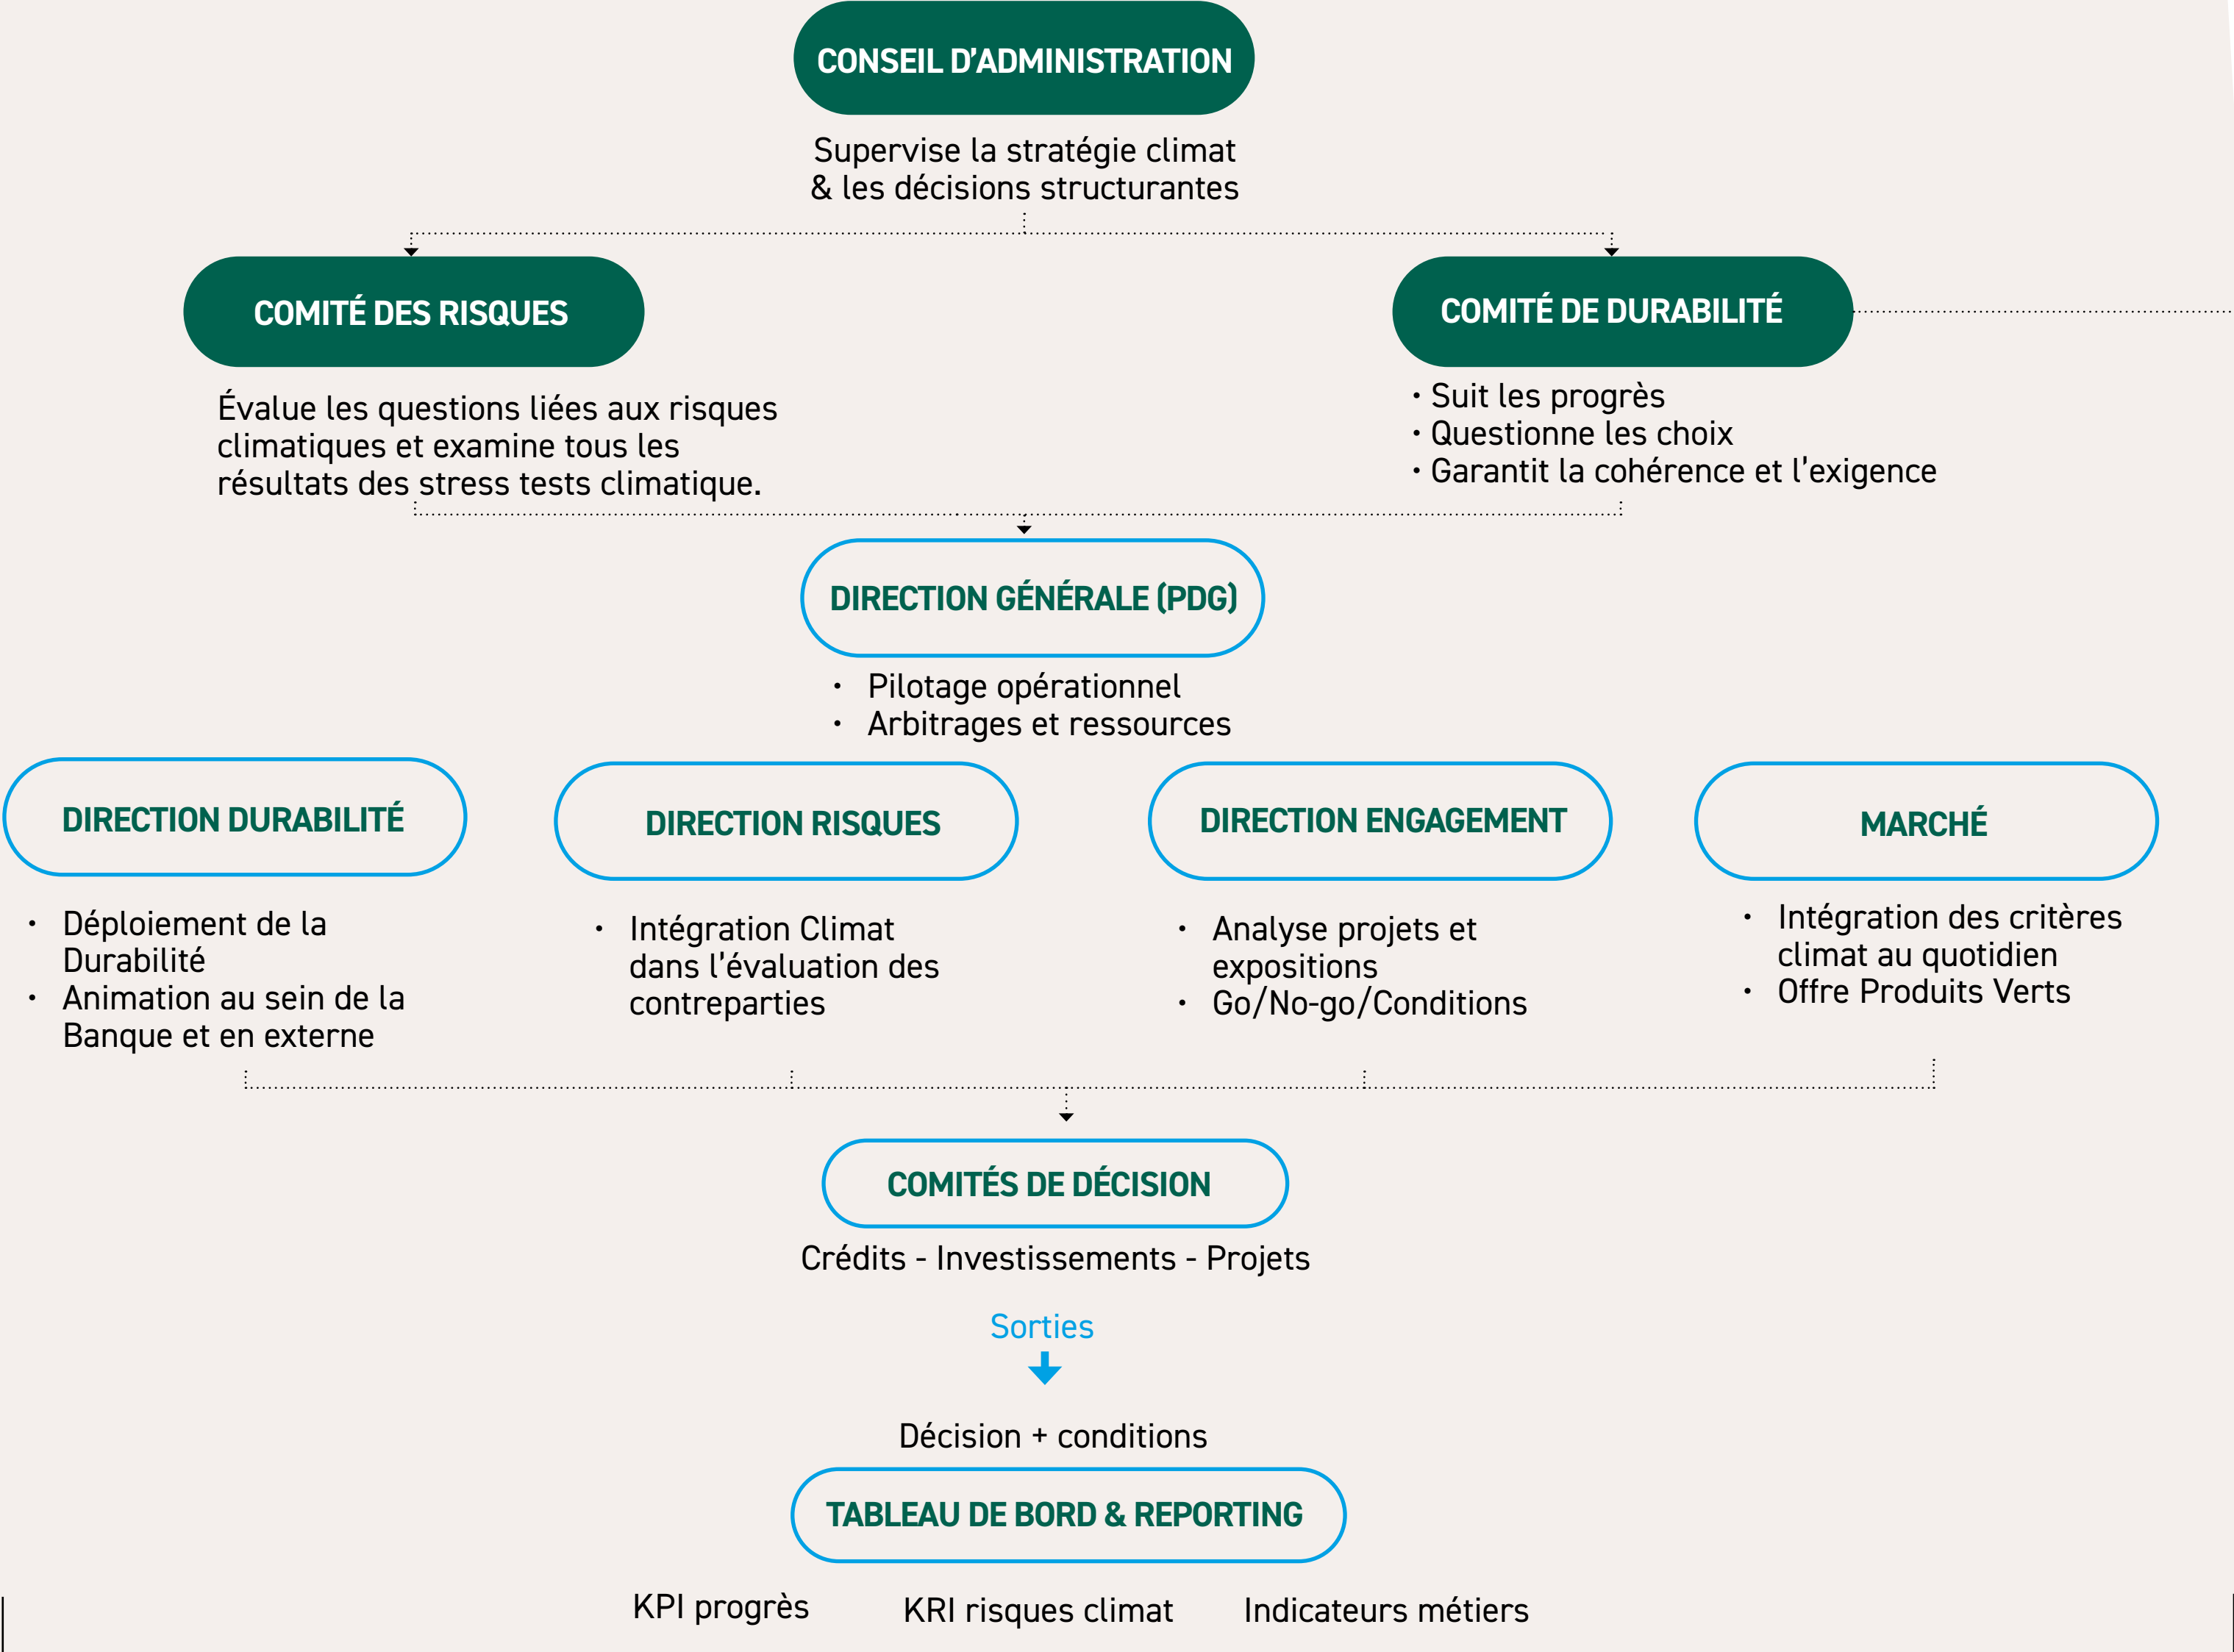 CONSEIL D’ADMINISTRATION
Supervise la stratégie climat
& les décisions structurantes
COMITÉ DES RISQUES
Évalue les questions liées aux risques
climatiques et examine tous les
résultats des stress tests climatique.
COMITÉ DE DURABILITÉ
• Suit les progrès
• Questionne les choix
• Garantit la cohérence et l’exigence
DIRECTION GÉNÉRALE (PDG)
• Pilotage opérationnel
• Arbitrages et ressources
DIRECTION DURABILITÉ
• Déploiement de la
Durabilité
• Animation au sein de la
Banque et en externe
DIRECTION RISQUES
• Intégration Climat
dans l’évaluation des
contreparties
DIRECTION ENGAGEMENT
• Analyse projets et
expositions
• Go/No-go/Conditions
MARCHÉ
• Intégration des critères
climat au quotidien
• Offre Produits Verts
COMITÉS DE DÉCISION
Crédits - Investissements - Projets
Sorties
Décision + conditions
TABLEAU DE BORD & REPORTING
KPI progrès
KRI risques climat
Indicateurs métiers